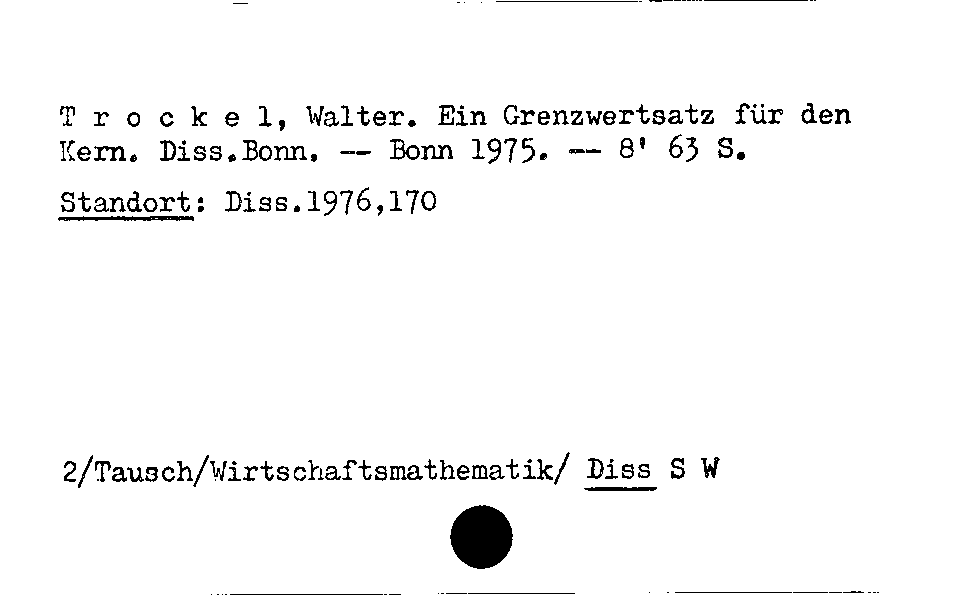 T r o c k e l, Walter. Ein Grenzwertsatz für den
Kern. Diss.Bonn. -- Bonn 1975. -- 8' 63 S.
Standort: Diss.1976,170
2/Tausch/Wirtschaftsmathematik/ Diss S W